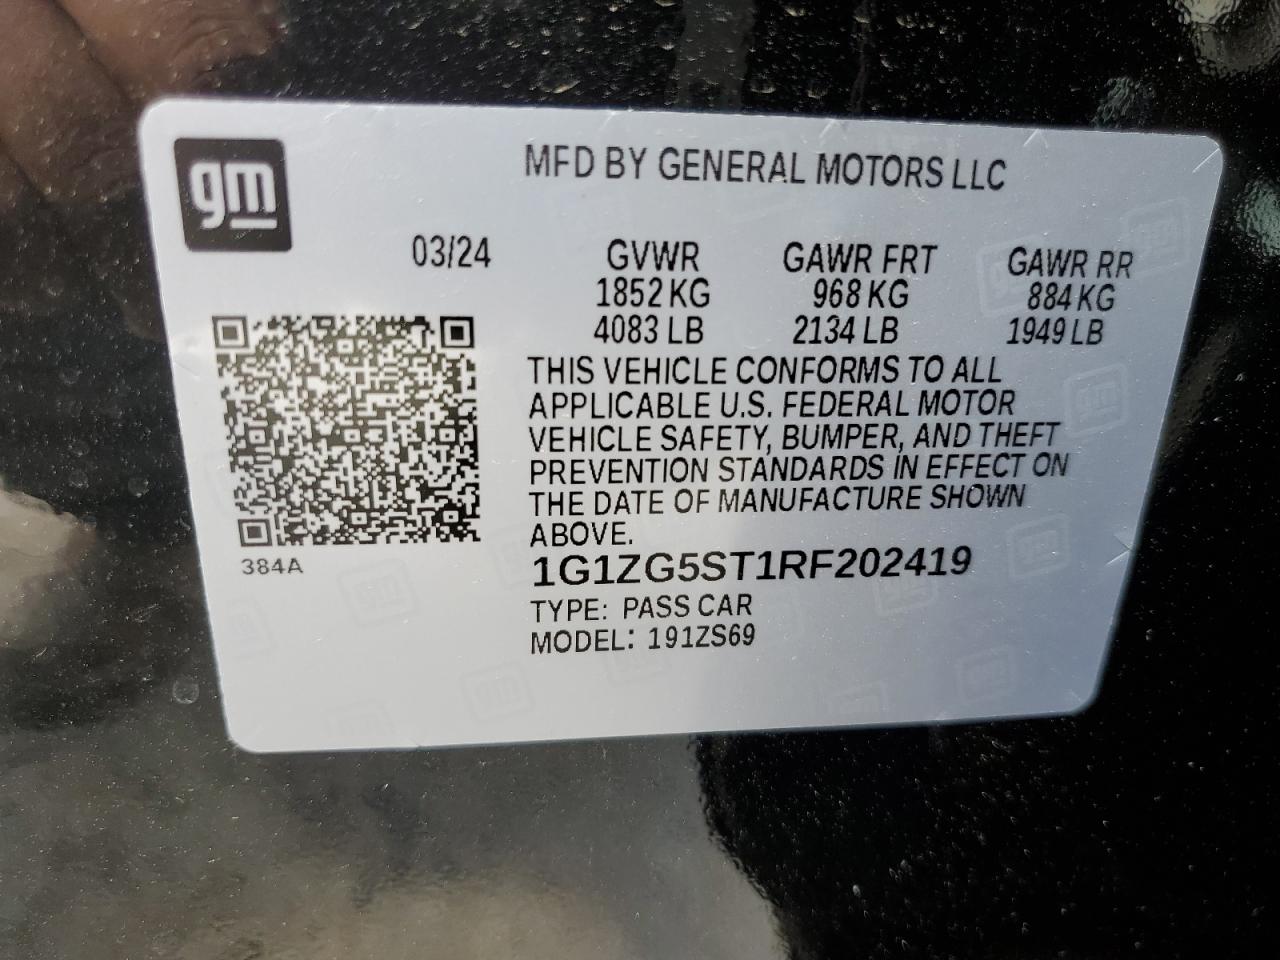 gm
MFD BY GENERAL MOTORS LLC
03/24 GVWR GAWR FRT GAWR RR
1852 KG 968 KG 884 KG
4083 LB 2134 LB 1949 LB
THIS VEHICLE CONFORMS TO ALL
APPLICABLE U.S. FEDERAL MOTOR
VEHICLE SAFETY, BUMPER, AND THEFT
PREVENTION STANDARDS IN EFFECT ON
THE DATE OF MANUFACTURE SHOWN
ABOVE.
384A
1G1ZG5ST1RF202419
TYPE: PASS CAR
MODEL: 191ZS69